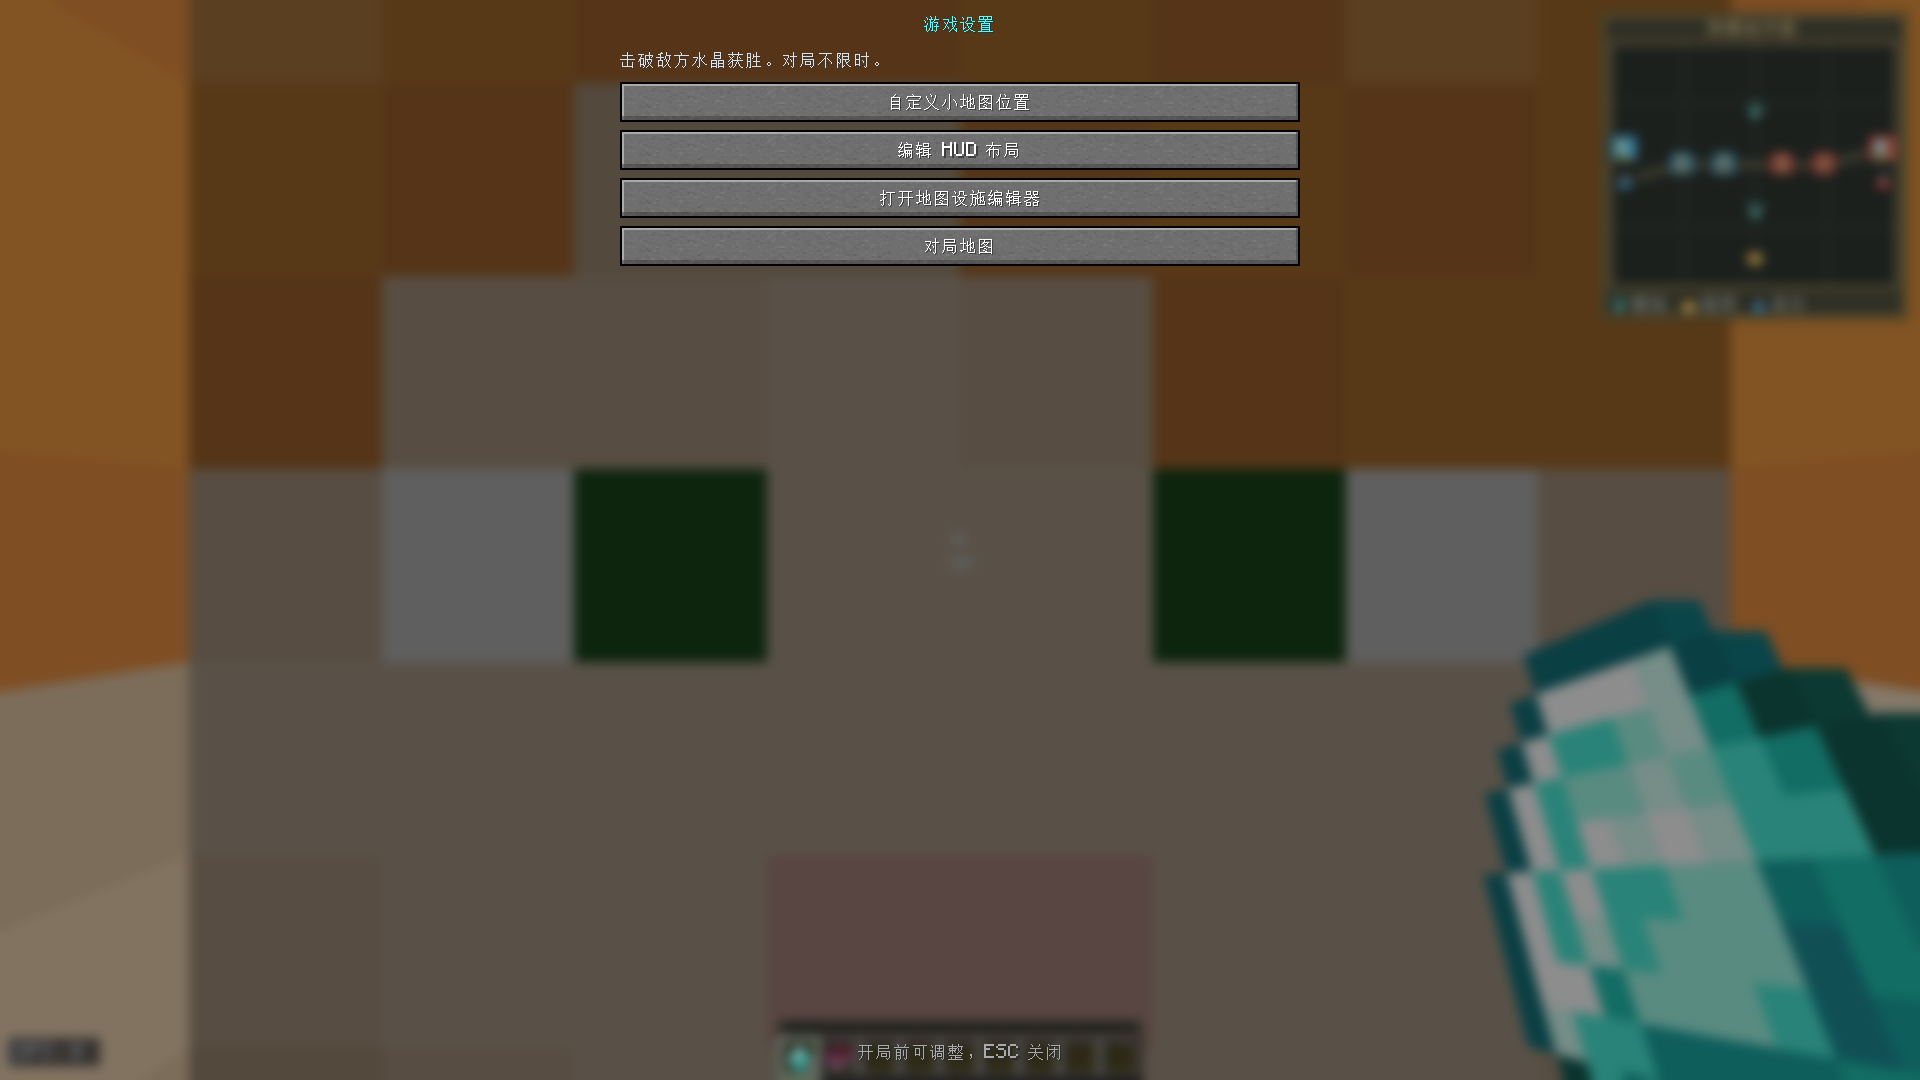 游戏设置
击破敌方水晶获胜。对局不限时。
自定义小地图位置
编辑 HUD 布局
打开地图设施编辑器
对局地图
开局前可调整，ESC 关闭